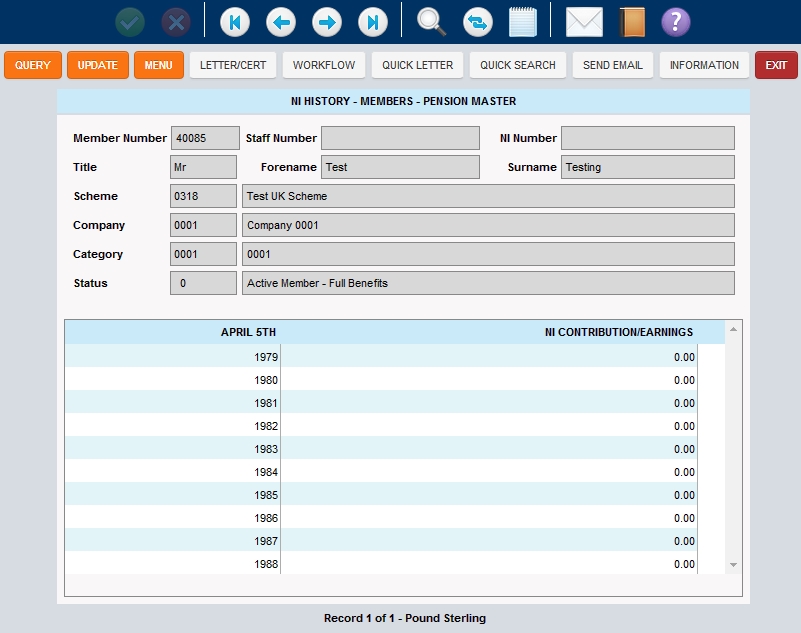 QUERY UPDATE MENU LETTER/CERT WORKFLOW QUICK LETTER QUICK SEARCH SEND EMAIL INFORMATION EXIT
NI HISTORY - MEMBERS - PENSION MASTER
Member Number 40085 Staff Number NI Number
Title Mr Forename Test Surname Testing
Scheme 0318 Test UK Scheme
Company 0001 Company 0001
Category 0001 0001
Status 0 Active Member - Full Benefits
APRIL 5TH NI CONTRIBUTION/EARNINGS
1979 0.00
1980 0.00
1981 0.00
1982 0.00
1983 0.00
1984 0.00
1985 0.00
1986 0.00
1987 0.00
1988 0.00
Record 1 of 1 - Pound Sterling